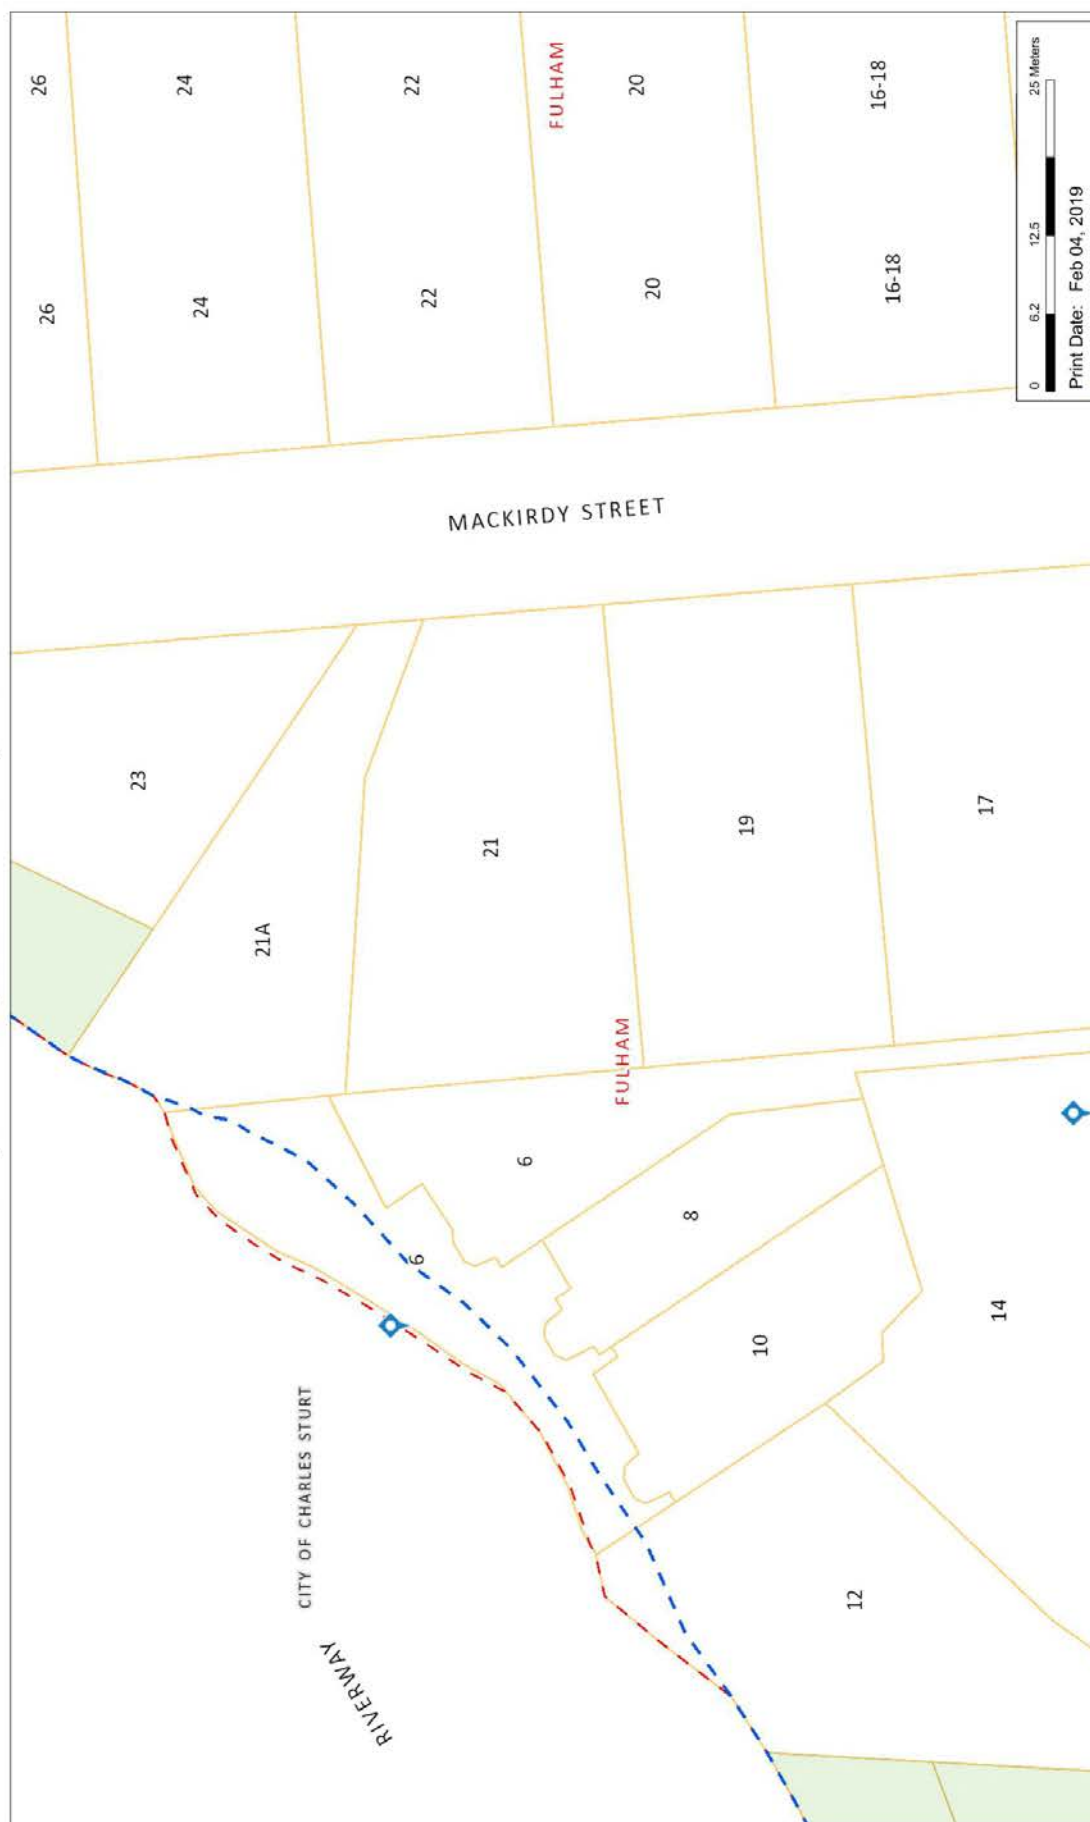 26
24
22
FULHAM
20
16-18
26
24
22
20
16-18
0 6.2 12.5 25 Meters
Print Date: Feb 04, 2019
MACKIRDY STREET
23
21A
21
19
17
FULHAM
6
6
8
10
14
12
CITY OF CHARLES STURT
RIVERWAY